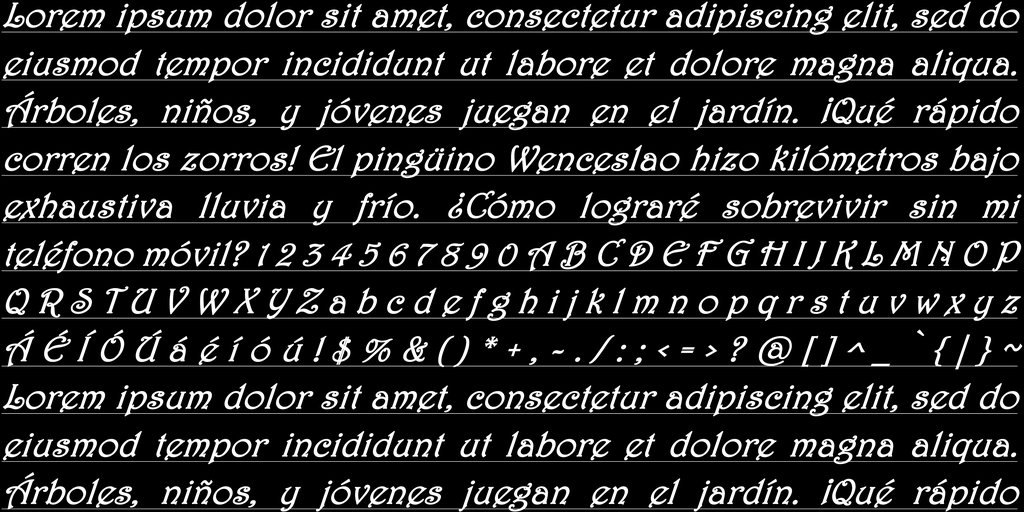 Lorem ipsum dolor sit amet, consectetur adipiscing elit, sed do
eiusmod tempor incididunt ut labore et dolore magna aliqua.
Árboles, niños, y jóvenes juegan en el jardín. ¡Qué rápido
corren los zorros! El pingüino Wenceslao hizo kilómetros bajo
exhaustiva lluvia y frío. ¿Cómo lograré sobrevivir sin mi
teléfono móvil? 1 2 3 4 5 6 7 8 9 0 A B C D E F G H I J K L M N O P
Q R S T U V W X Y Z a b c d e f g h i j k l m n o p q r s t u v w x y z
Á É Í Ó Ú á é í ó ú ! $ % & ( ) * + , - . / : ; < = > ? @ [ ] ^ _ ` { | } ~
Lorem ipsum dolor sit amet, consectetur adipiscing elit, sed do
eiusmod tempor incididunt ut labore et dolore magna aliqua.
Árboles, niños, y jóvenes juegan en el jardín. ¡Qué rápido